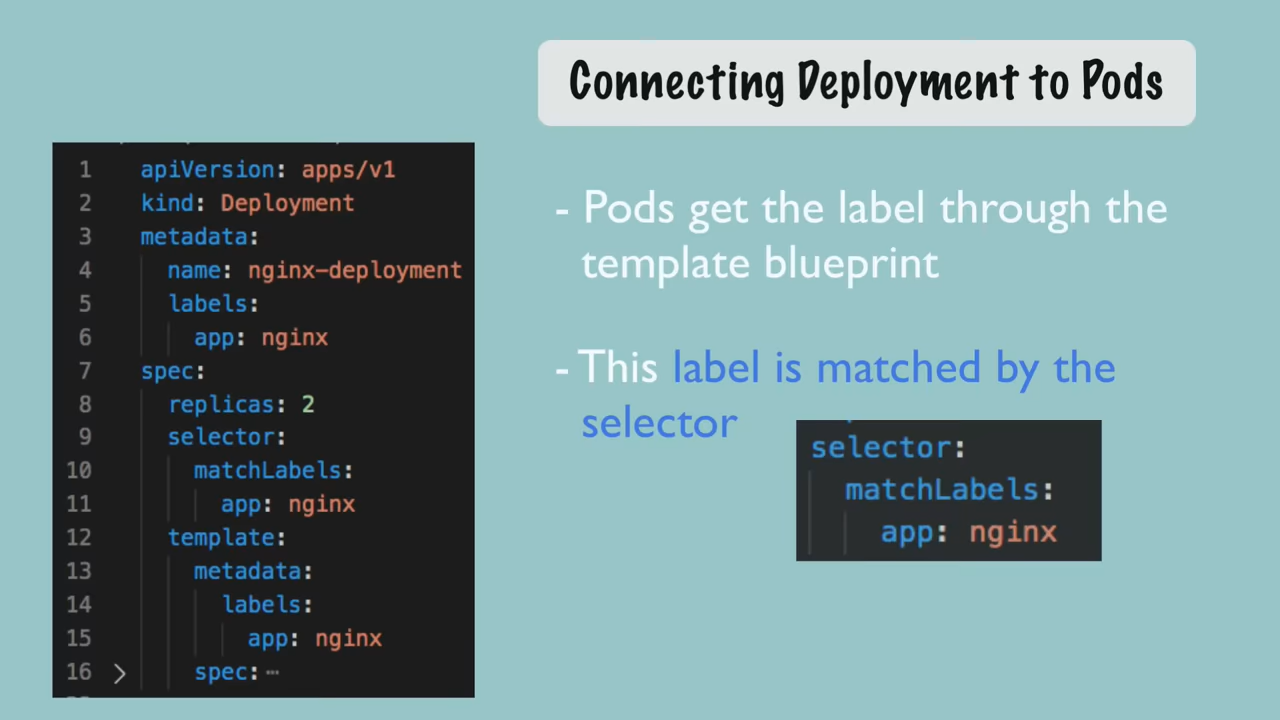 Connecting Deployment to Pods
1 apiVersion: apps/v1
2 kind: Deployment
3 metadata:
4 name: nginx-deployment
5 labels:
6 app: nginx
7 spec:
8 replicas: 2
9 selector:
10 matchLabels:
11 app: nginx
12 template:
13 metadata:
14 labels:
15 app: nginx
16 spec:⋯
- Pods get the label through the
template blueprint
- This label is matched by the
selector
selector:
matchLabels:
app: nginx